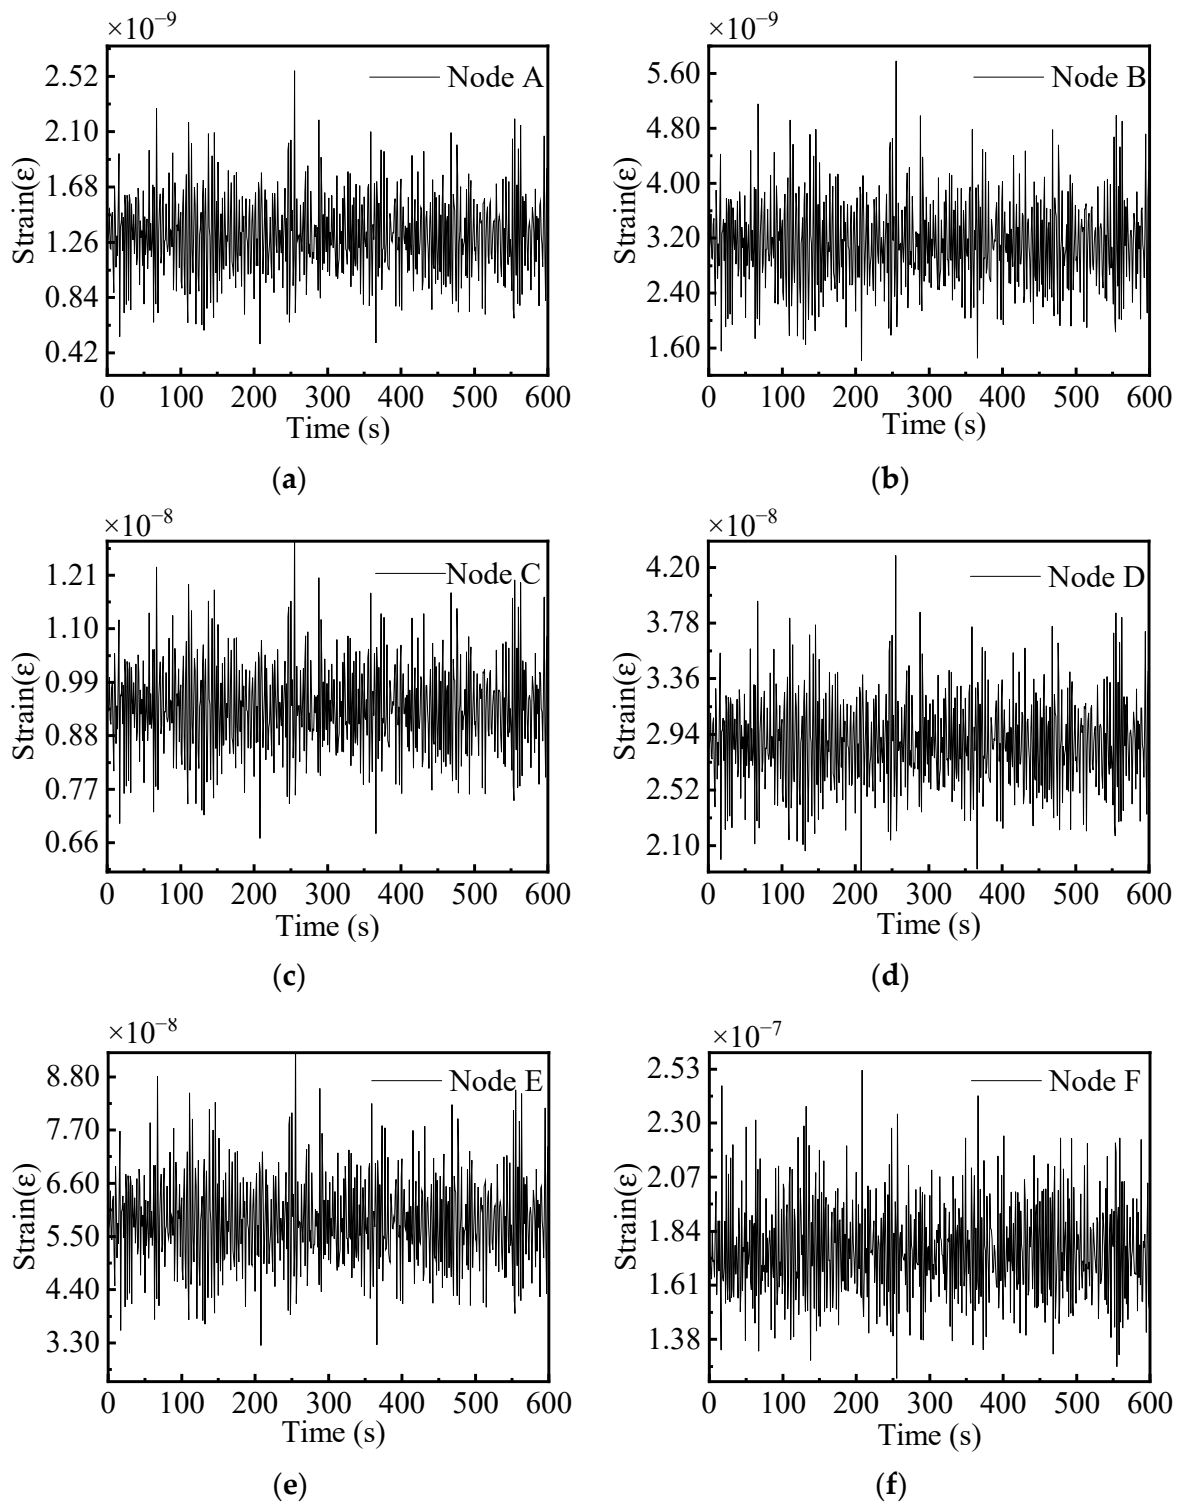 ×10−9
Node A
Strain(ε)
2.52
2.10
1.68
1.26
0.84
0.42
0 100 200 300 400 500 600
Time (s)
(a)
×10−9
Node B
Strain(ε)
5.60
4.80
4.00
3.20
2.40
1.60
0 100 200 300 400 500 600
Time (s)
(b)
×10−8
Node C
Strain(ε)
1.21
1.10
0.99
0.88
0.77
0.66
0 100 200 300 400 500 600
Time (s)
(c)
×10−8
Node D
Strain(ε)
4.20
3.78
3.36
2.94
2.52
2.10
0 100 200 300 400 500 600
Time (s)
(d)
×10−8
Node E
Strain(ε)
8.80
7.70
6.60
5.50
4.40
3.30
0 100 200 300 400 500 600
Time (s)
(e)
×10−7
Node F
Strain(ε)
2.53
2.30
2.07
1.84
1.61
1.38
0 100 200 300 400 500 600
Time (s)
(f)